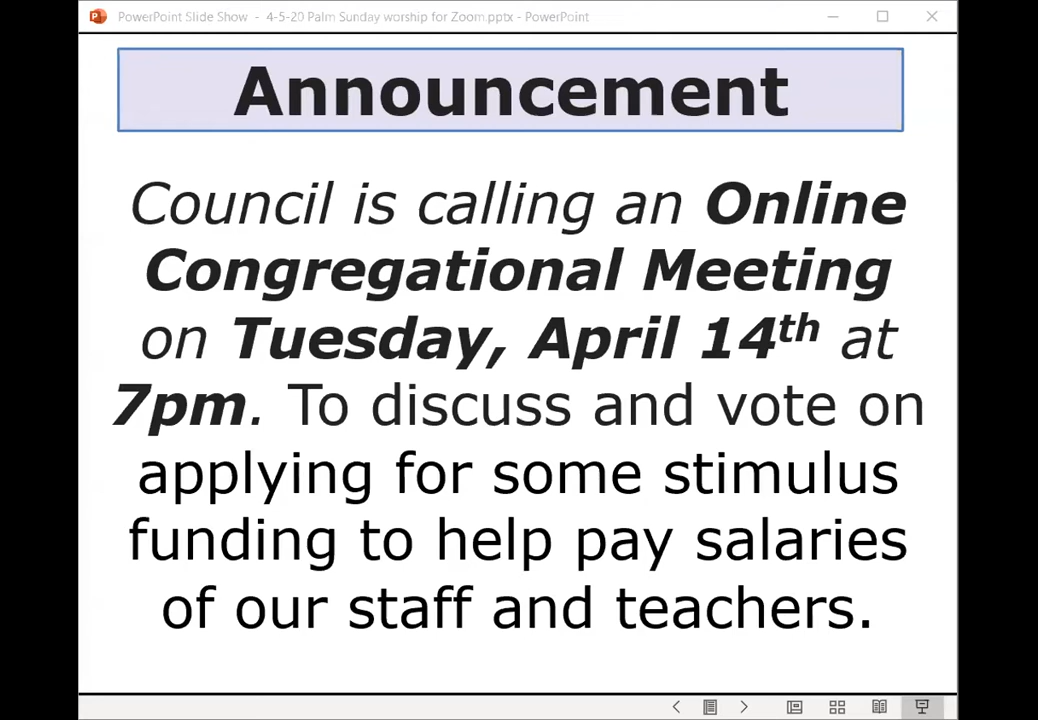 PowerPoint Slide Show - 4-5-20 Palm Sunday worship for Zoom.pptx - PowerPoint
Announcement
Council is calling an Online
Congregational Meeting
on Tuesday, April 14th at
7pm. To discuss and vote on
applying for some stimulus
funding to help pay salaries
of our staff and teachers.